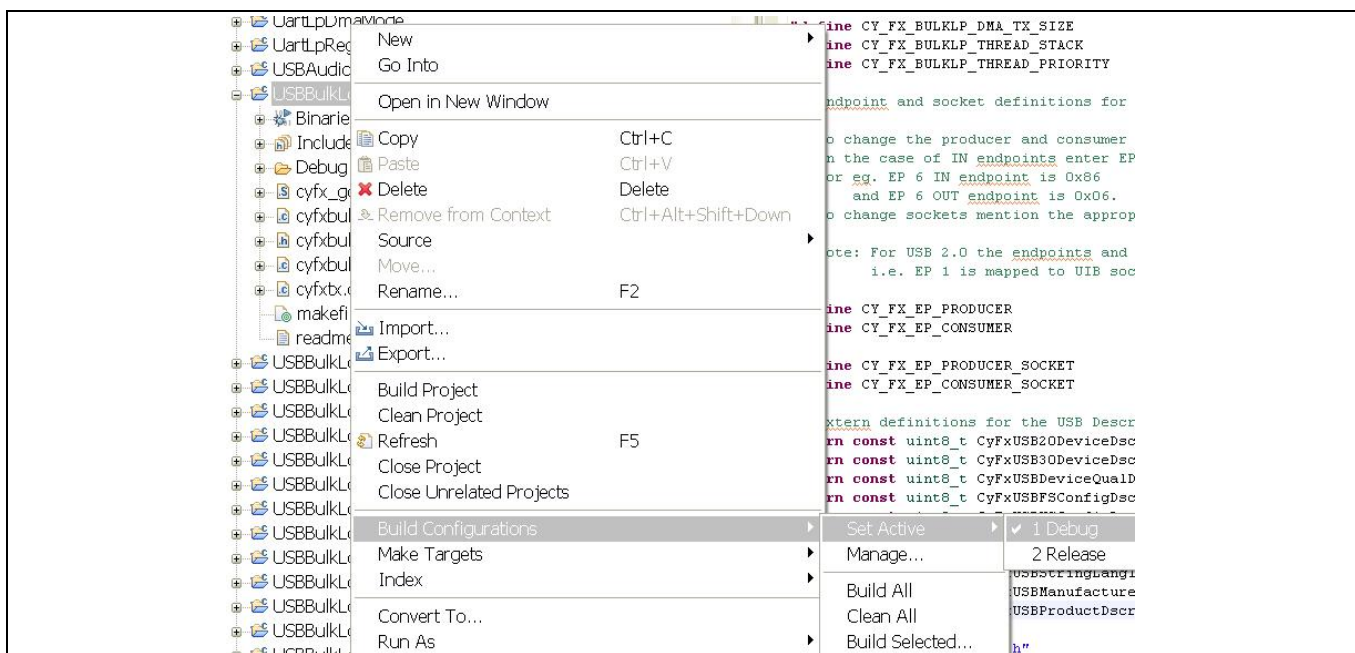 UartLpDmaMode
UartLpReg
USBAudio
USBBulkL
Binarie
Include
Debug
cyfx_g
cyfxbul
cyfxbul
cyfxbul
cyfxtx.c
makefi
readme
USBBulkL
USBBulkL
USBBulkL
USBBulkL
USBBulkL
USBBulkL
USBBulkL
USBBulkL
USBBulkL
USBBulkL
USBBulkL
USBBulkL
New
Go Into
Open in New Window
Copy Ctrl+C
Paste Ctrl+V
Delete Delete
Remove from Context Ctrl+Alt+Shift+Down
Source
Move...
Rename... F2
Import...
Export...
Build Project
Clean Project
Refresh F5
Close Project
Close Unrelated Projects
Build Configurations
Make Targets
Index
Convert To...
Run As
Set Active
Manage...
Build All
Clean All
Build Selected...
1 Debug
2 Release
fine CY_FX_BULKLP_DMA_TX_SIZE
ine CY_FX_BULKLP_THREAD_STACK
ine CY_FX_BULKLP_THREAD_PRIORITY
ndpoint and socket definitions for
o change the producer and consumer
n the case of IN endpoints enter EP
or eg. EP 6 IN endpoint is 0x86
and EP 6 OUT endpoint is 0x06.
o change sockets mention the approp
ote: For USB 2.0 the endpoints and
i.e. EP 1 is mapped to UIB soc
ine CY_FX_EP_PRODUCER
ine CY_FX_EP_CONSUMER
ine CY_FX_EP_PRODUCER_SOCKET
ine CY_FX_EP_CONSUMER_SOCKET
xtern definitions for the USB Descr
rn const uint8_t CyFxUSB20DeviceDsc
rn const uint8_t CyFxUSB30DeviceDsc
rn const uint8_t CyFxUSBDeviceQualD
rn const uint8_t CyFxUSBFSConfigDsc
USBStringLangI
USBManufacture
USBProductDscr
h"